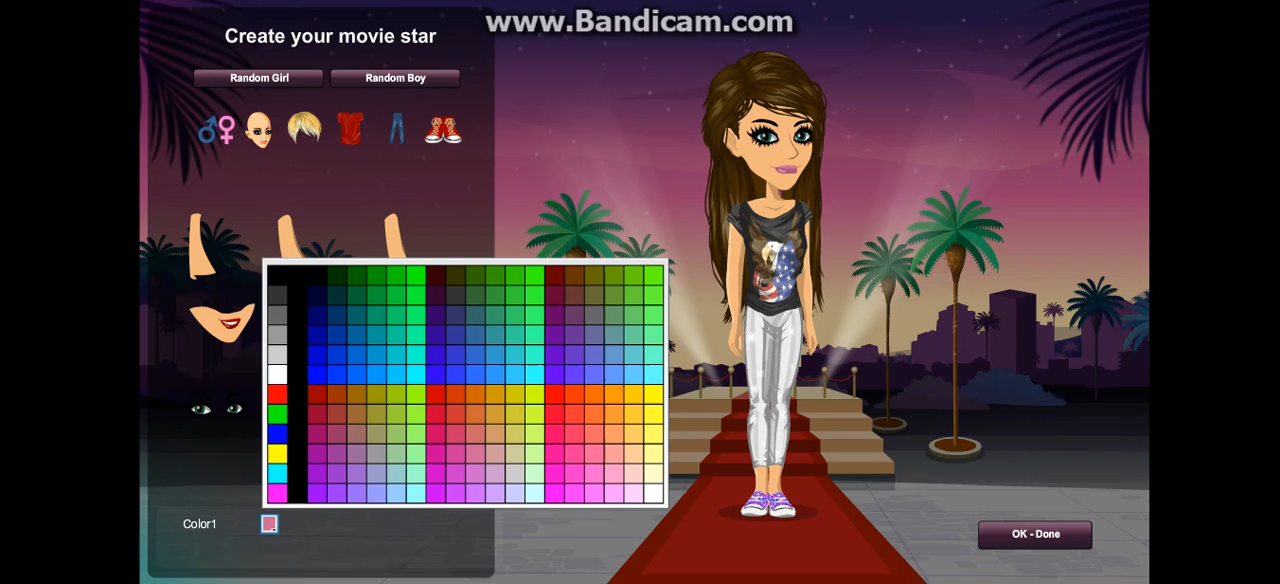 www.Bandicam.com
Create your movie star
Random Girl
Random Boy
Color1
OK - Done